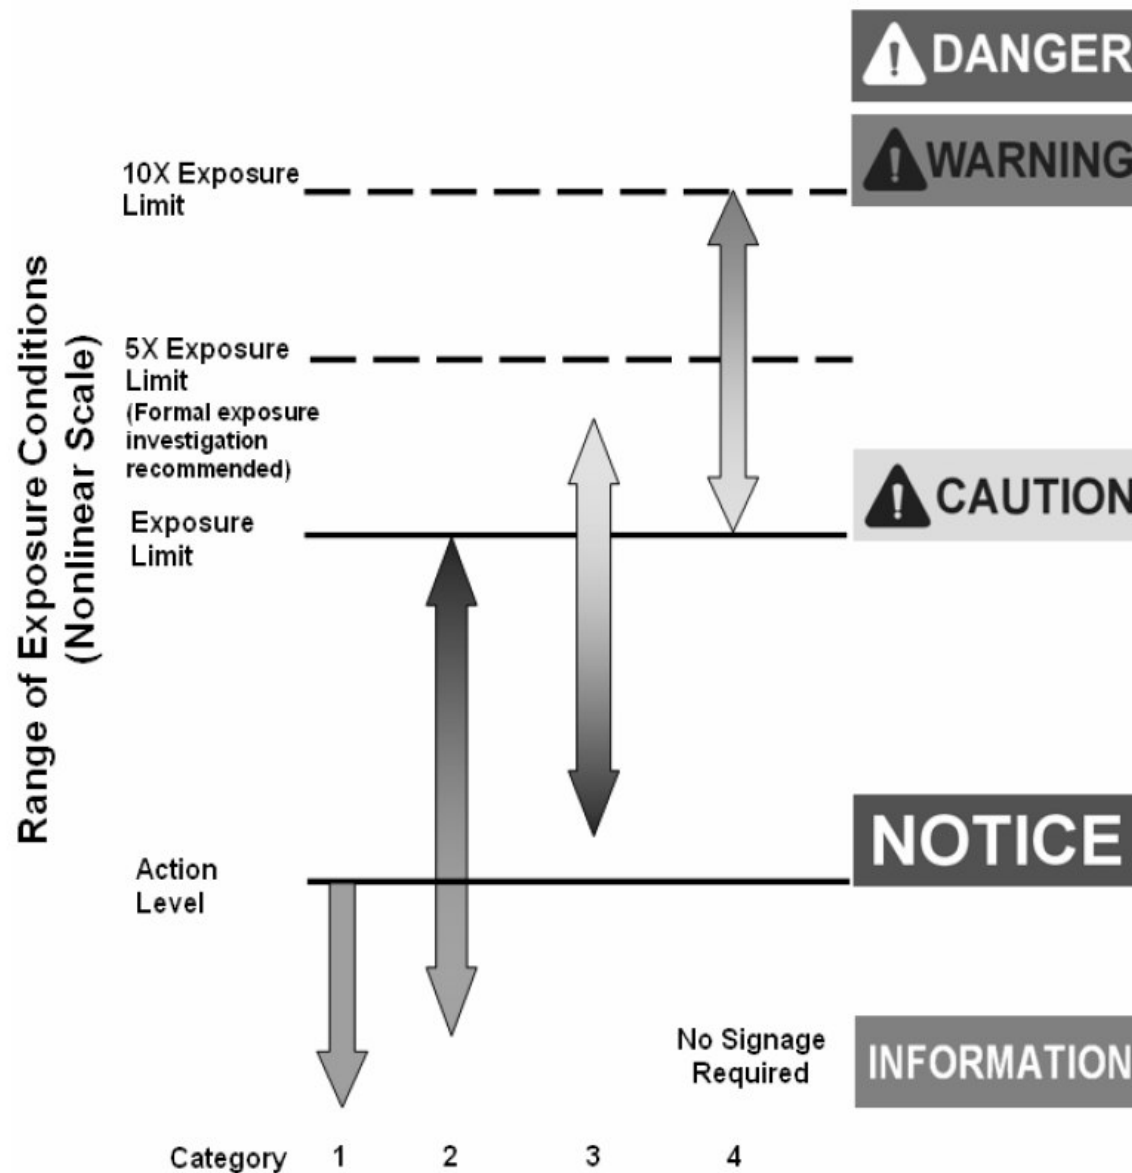 DANGER
WARNING
10X Exposure
Limit
Range of Exposure Conditions
(Nonlinear Scale)
5X Exposure
Limit
(Formal exposure
investigation
recommended)
CAUTION
Exposure
Limit
NOTICE
Action
Level
No Signage
Required
INFORMATION
Category 1 2 3 4